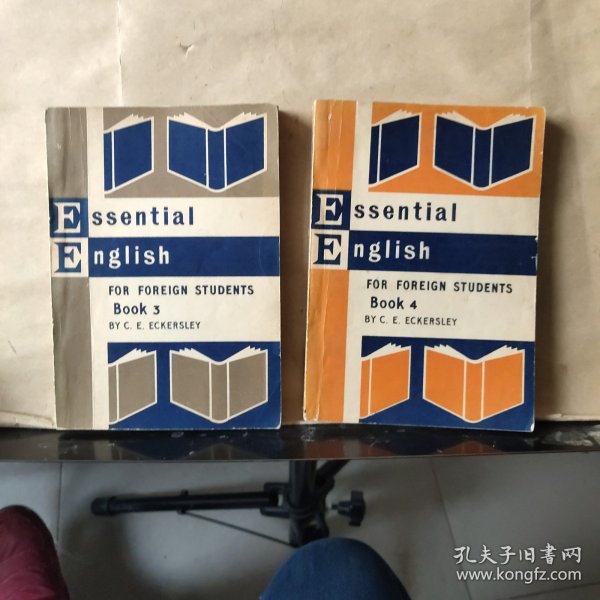 Essential
English
FOR FOREIGN STUDENTS
Book 3
BY C. E. ECKERSLEY
Essential
English
FOR FOREIGN STUDENTS
Book 4
BY C. E. ECKERSLEY
孔夫子旧书网
www.kongfz.com